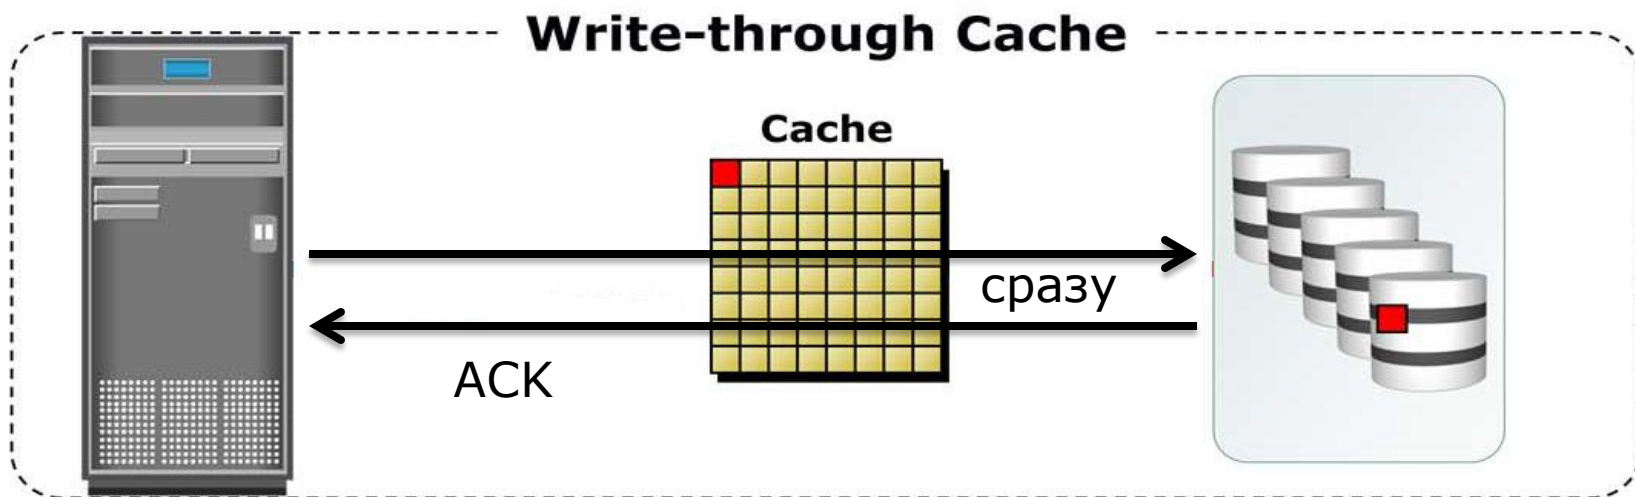 Write-through Cache
Cache
сразу
ACK